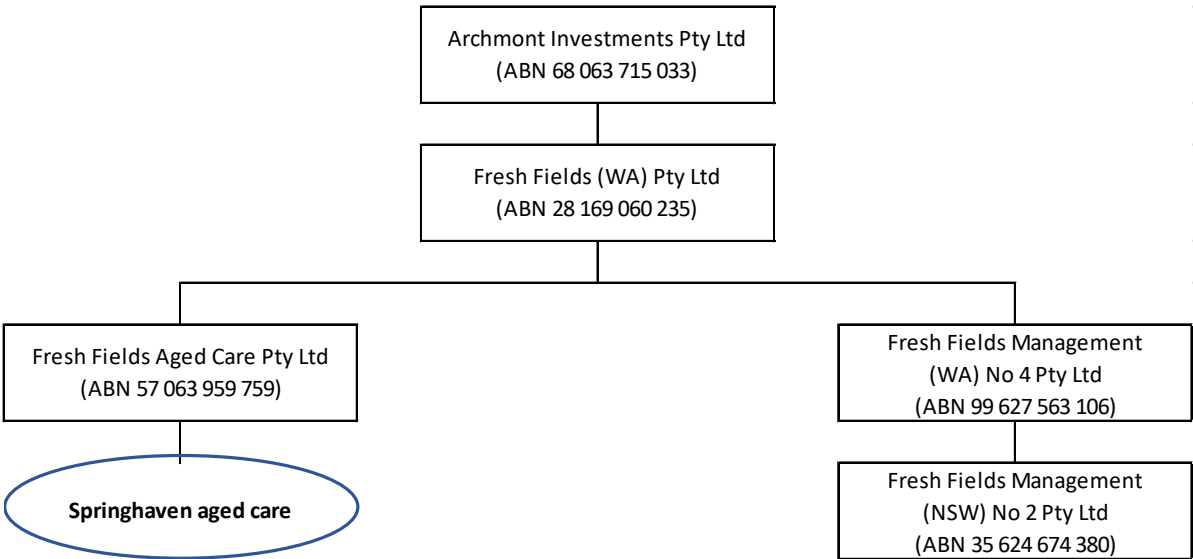 Archmont Investments Pty Ltd
(ABN 68 063 715 033)
Fresh Fields (WA) Pty Ltd
(ABN 28 169 060 235)
Fresh Fields Aged Care Pty Ltd
(ABN 57 063 959 759)
Springhaven aged care
Fresh Fields Management
(WA) No 4 Pty Ltd
(ABN 99 627 563 106)
Fresh Fields Management
(NSW) No 2 Pty Ltd
(ABN 35 624 674 380)